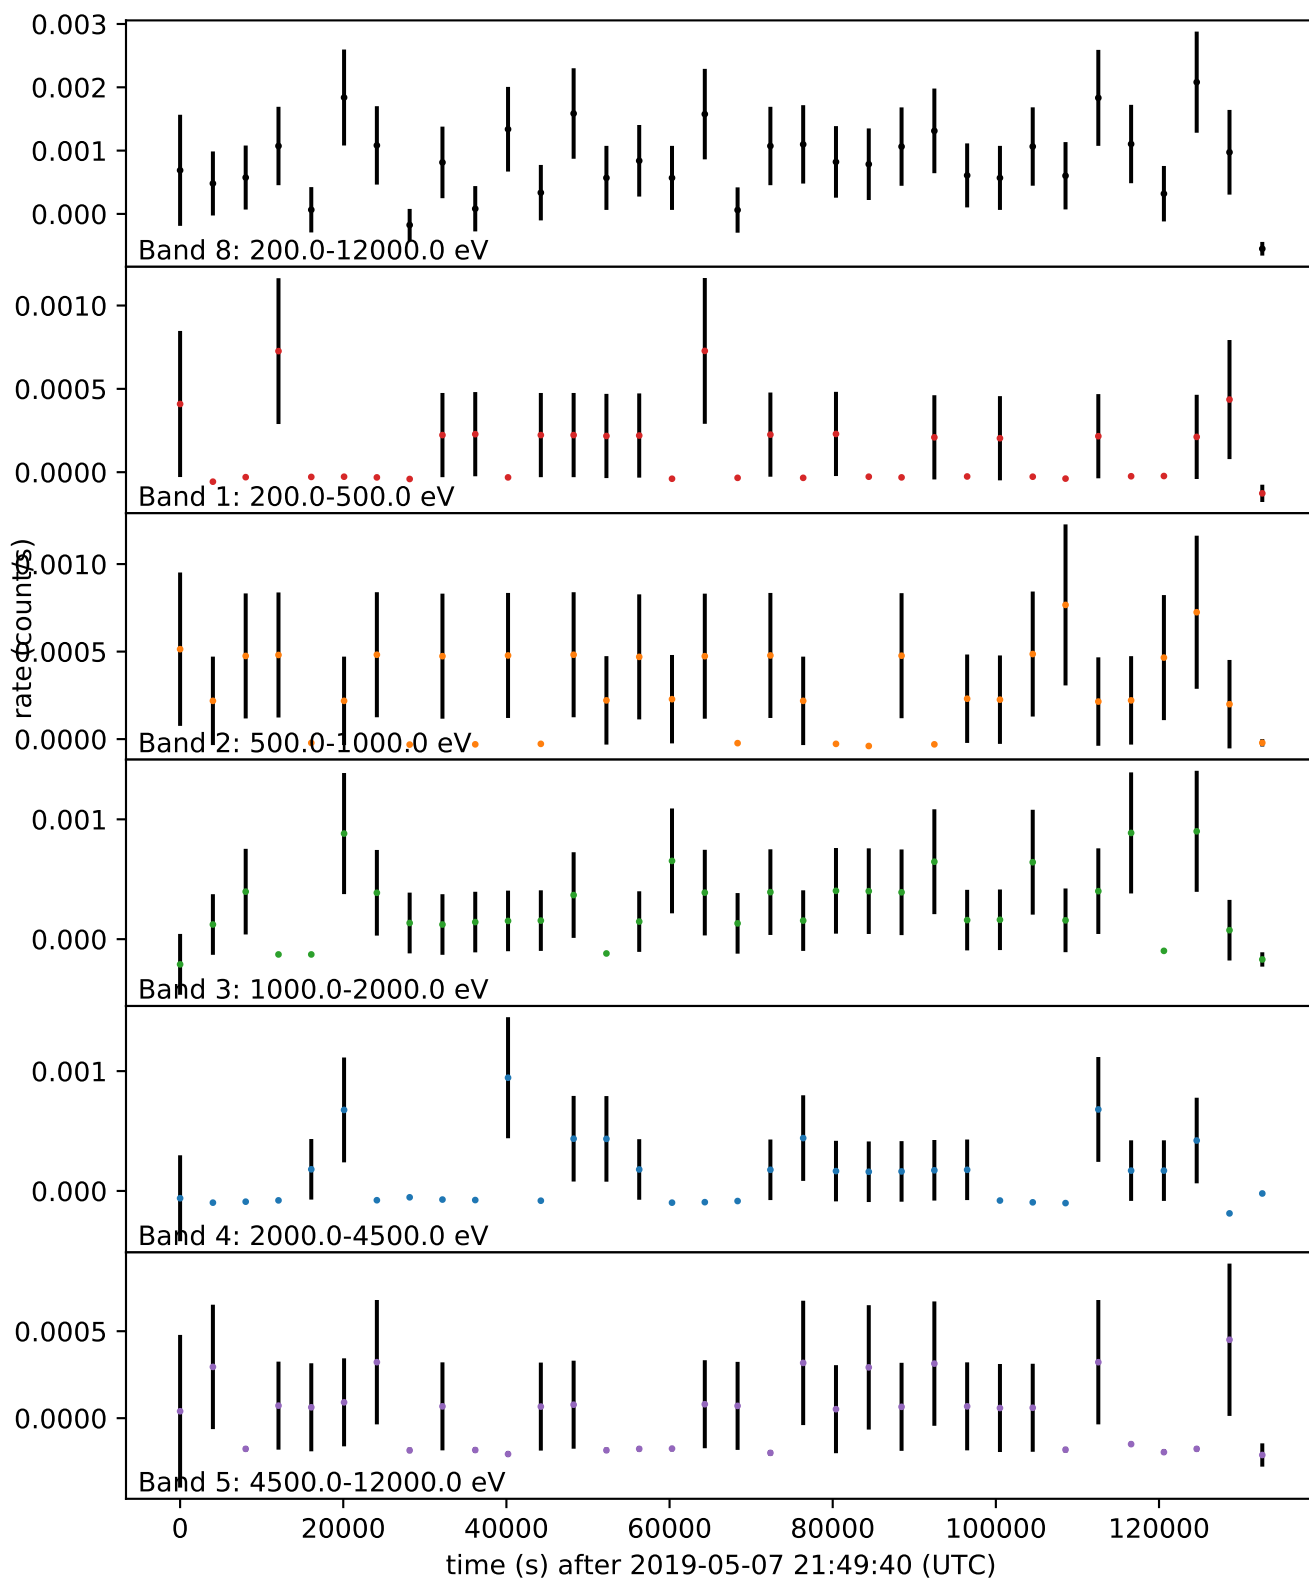 0.003
0.002
0.001
0.000
Band 8: 200.0-12000.0 eV
0.0010
0.0005
0.0000
Band 1: 200.0-500.0 eV
rate (count/s)
0.0010
0.0005
0.0000
Band 2: 500.0-1000.0 eV
0.001
0.000
Band 3: 1000.0-2000.0 eV
0.001
0.000
Band 4: 2000.0-4500.0 eV
0.0005
0.0000
Band 5: 4500.0-12000.0 eV
0 20000 40000 60000 80000 100000 120000
time (s) after 2019-05-07 21:49:40 (UTC)